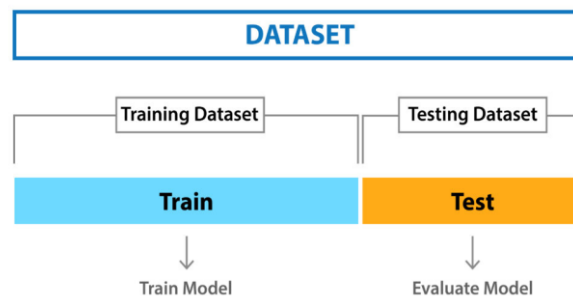 DATASET
Training Dataset
Testing Dataset
Train
Test
Train Model
Evaluate Model